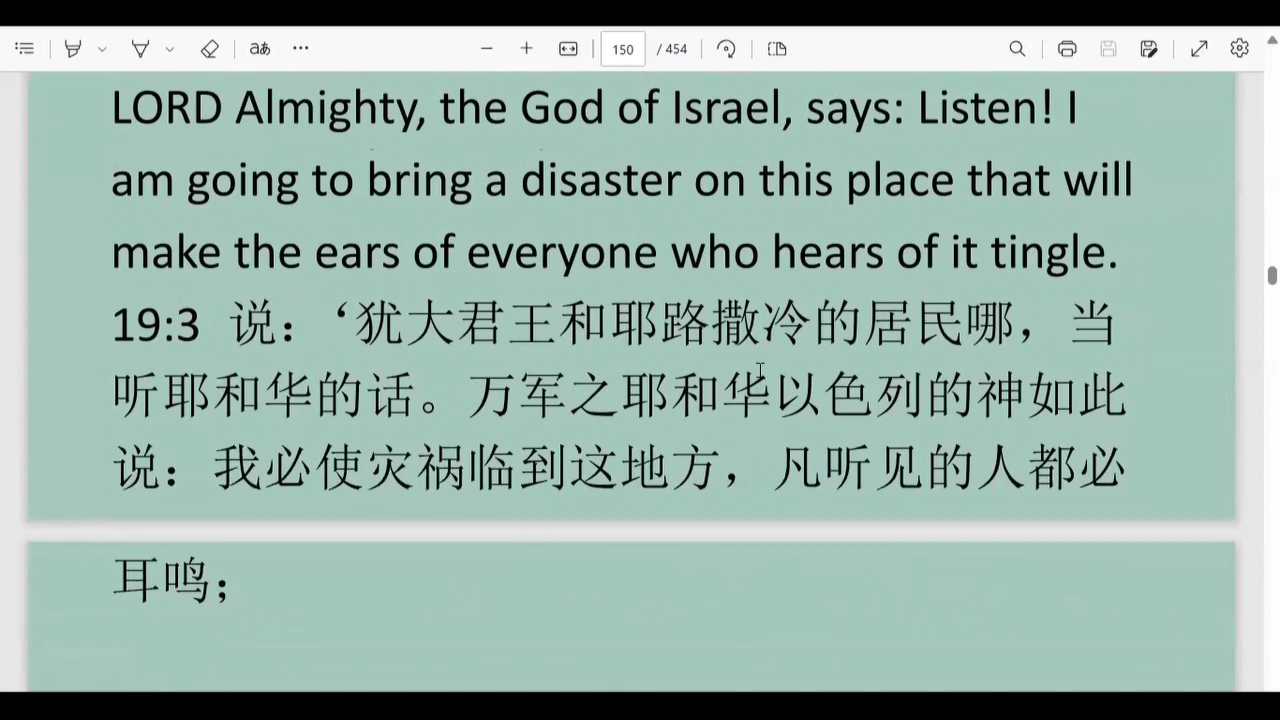 aあ
150 / 454
LORD Almighty, the God of Israel, says: Listen! I
am going to bring a disaster on this place that will
make the ears of everyone who hears of it tingle.
19:3 说：‘犹大君王和耶路撒冷的居民哪，当
听耶和华的话。万军之耶和华以色列的神如此
说：我必使灾祸临到这地方，凡听见的人都必
耳鸣；